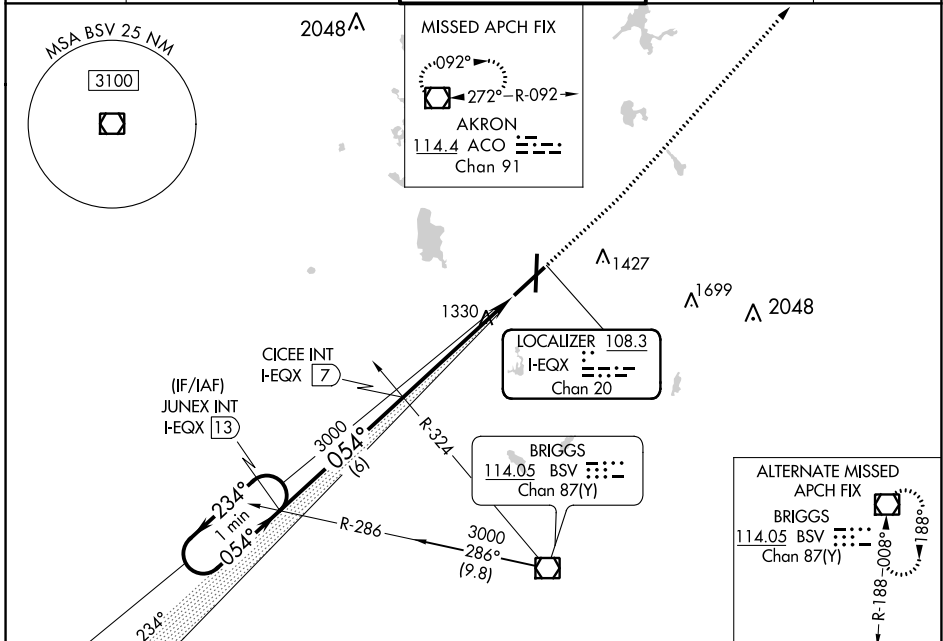 MSA BSV 25 NM
3100
2048
MISSED APCH FIX
092°
272°
R-092
AKRON
114.4 ACO
Chan 91
1427
1699
2048
1330
LOCALIZER 108.3
I-EQX
Chan 20
CICEE INT
I-EQX 7
(IF/IAF)
JUNEX INT
I-EQX 13
3000
054°
(6)
R-324
234°
1 min
054°
R-286
3000
286°
(9.8)
BRIGGS
114.05 BSV
Chan 87(Y)
234°
ALTERNATE MISSED
APCH FIX
BRIGGS
114.05 BSV
Chan 87(Y)
188°
R-188
008°